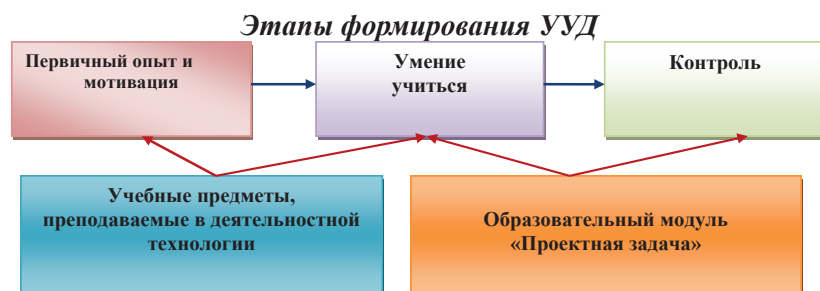 Этапы формирования УУД
Первичный опыт и
мотивация
Умение
учиться
Контроль
Учебные предметы,
преподаваемые в деятельностной
технологии
Образовательный модуль
«Проектная задача»